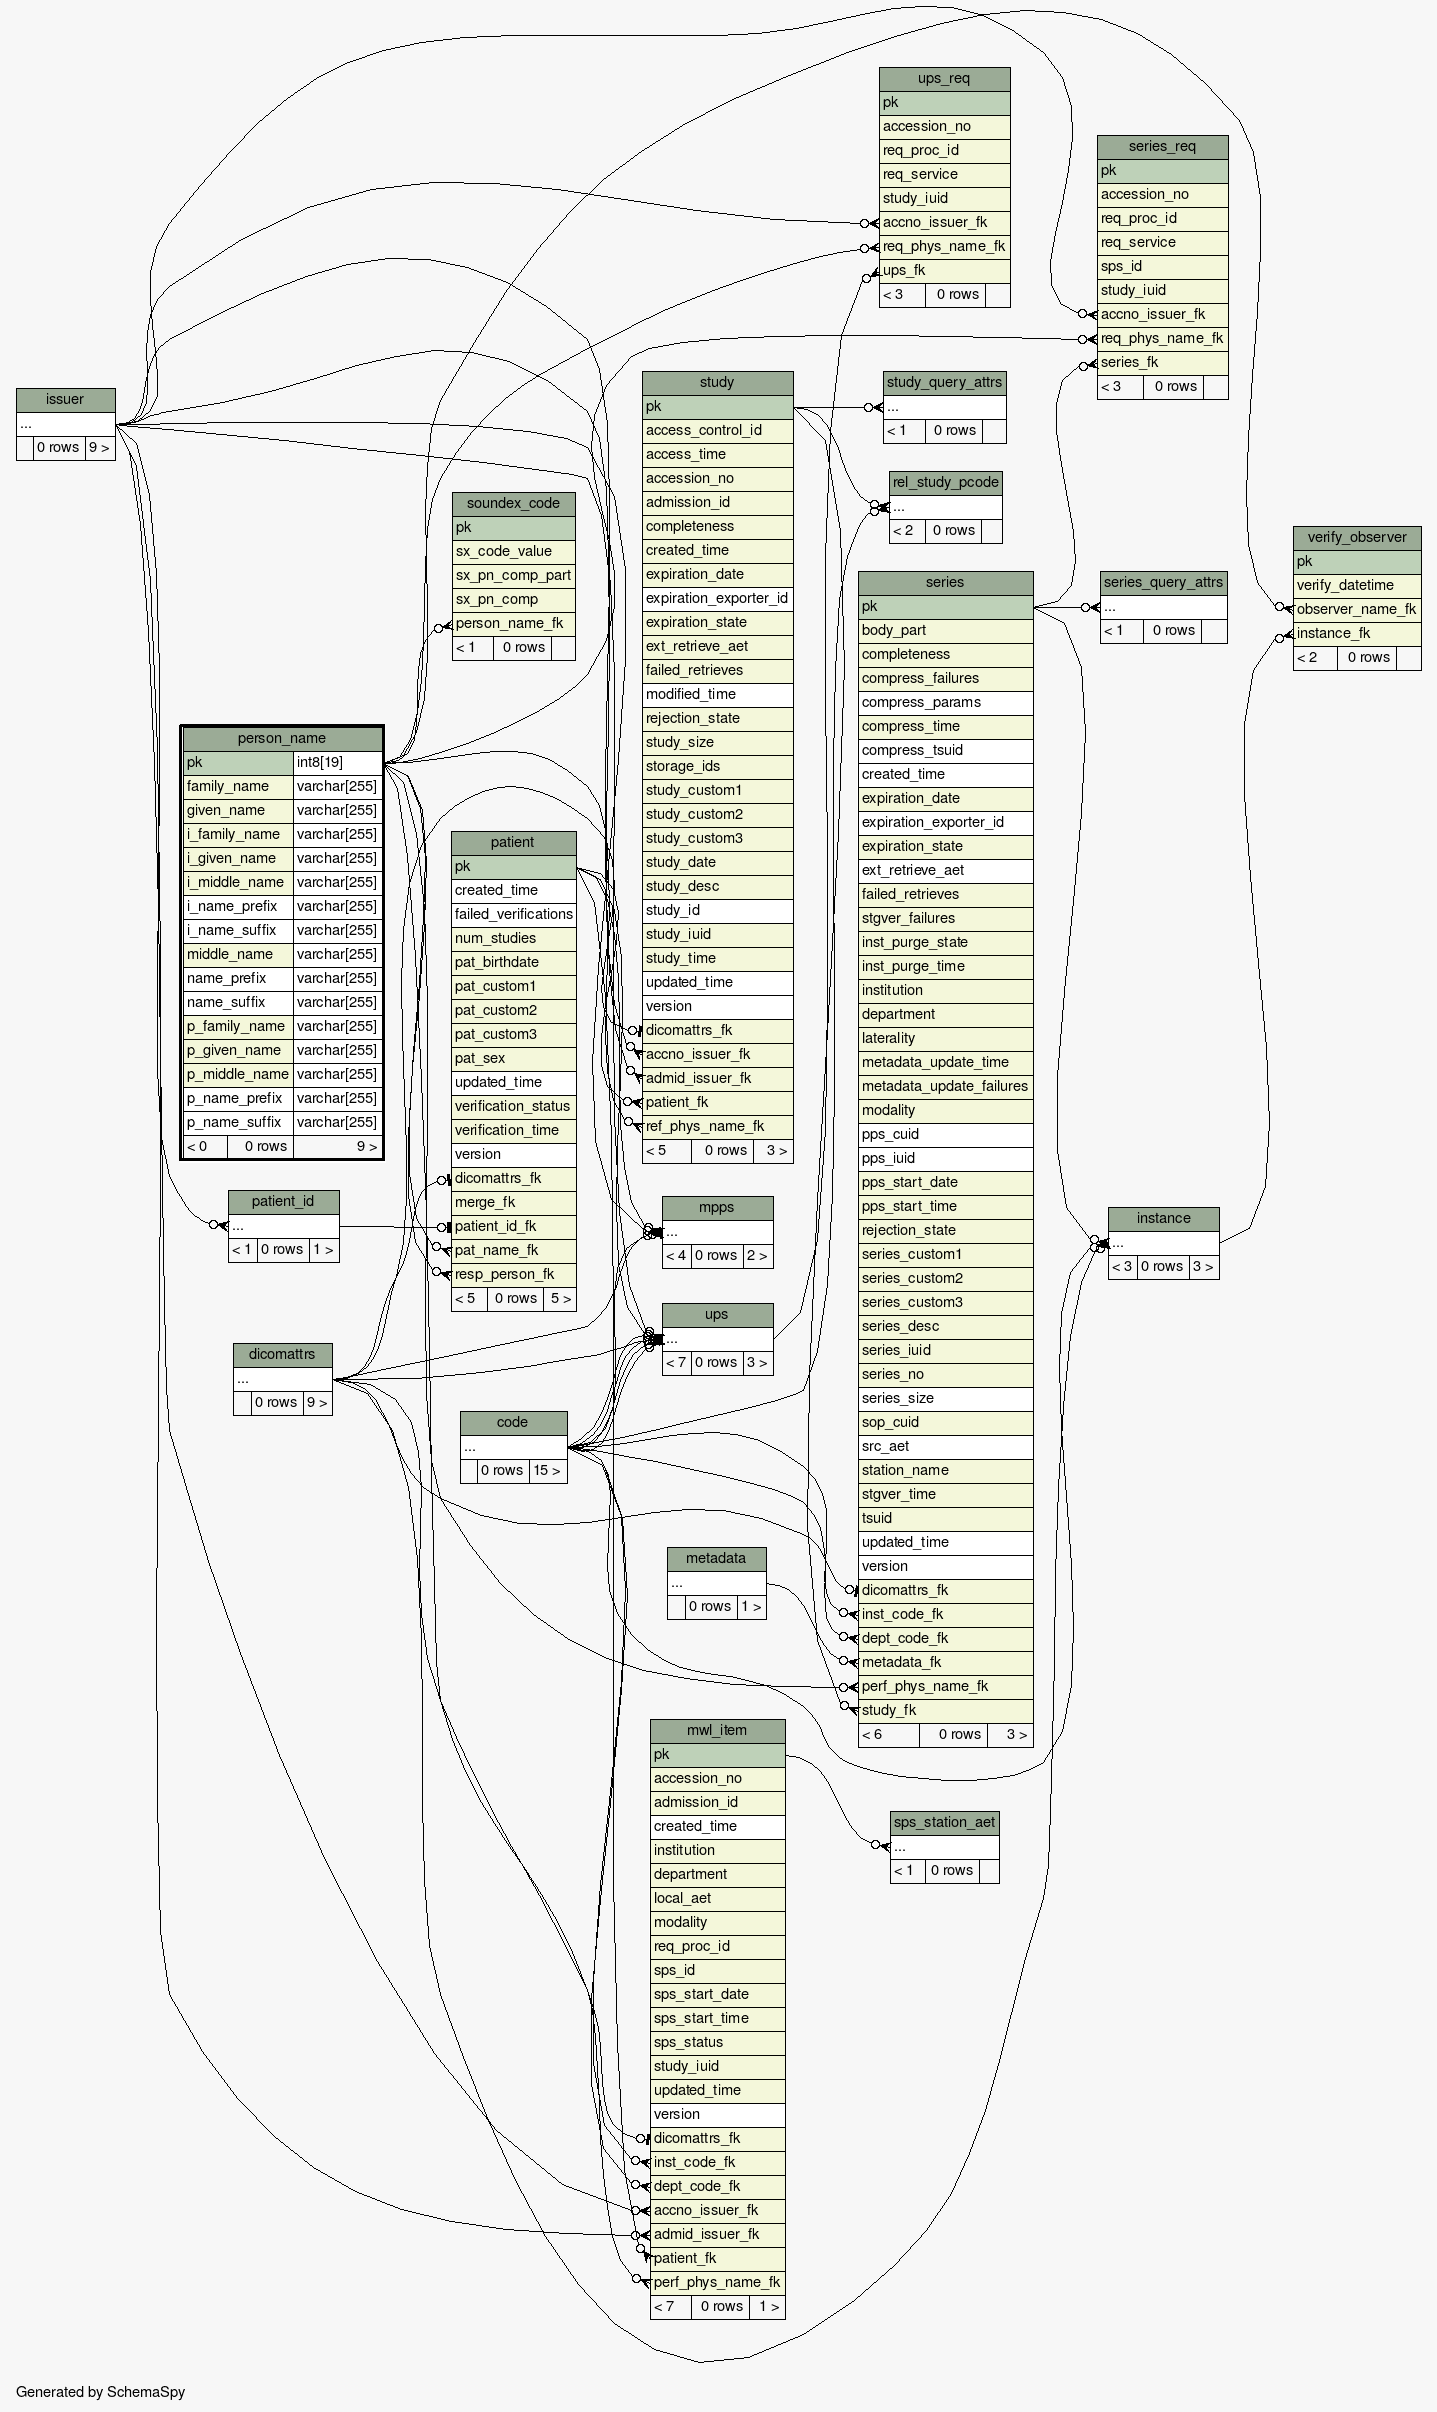 ups_req
pk
accession_no
req_proc_id
req_service
study_iuid
accno_issuer_fk
req_phys_name_fk
ups_fk
< 3 0 rows
series_req
pk
accession_no
req_proc_id
req_service
sps_id
study_iuid
accno_issuer_fk
req_phys_name_fk
series_fk
< 3 0 rows
issuer
...
0 rows 9 >
study
pk
access_control_id
access_time
accession_no
admission_id
completeness
created_time
expiration_date
expiration_exporter_id
expiration_state
ext_retrieve_aet
failed_retrieves
modified_time
rejection_state
study_size
storage_ids
study_custom1
study_custom2
study_custom3
study_date
study_desc
study_id
study_iuid
study_time
updated_time
version
dicomattrs_fk
accno_issuer_fk
admid_issuer_fk
patient_fk
ref_phys_name_fk
< 5 0 rows 3 >
study_query_attrs
...
< 1 0 rows
rel_study_pcode
...
< 2 0 rows
soundex_code
pk
sx_code_value
sx_pn_comp_part
sx_pn_comp
person_name_fk
< 1 0 rows
verify_observer
pk
verify_datetime
observer_name_fk
instance_fk
< 2 0 rows
series
pk
body_part
completeness
compress_failures
compress_params
compress_time
compress_tsuid
created_time
expiration_date
expiration_exporter_id
expiration_state
ext_retrieve_aet
failed_retrieves
stgver_failures
inst_purge_state
inst_purge_time
institution
department
laterality
metadata_update_time
metadata_update_failures
modality
pps_cuid
pps_iuid
pps_start_date
pps_start_time
rejection_state
series_custom1
series_custom2
series_custom3
series_desc
series_iuid
series_no
series_size
sop_cuid
src_aet
station_name
stgver_time
tsuid
updated_time
version
dicomattrs_fk
inst_code_fk
dept_code_fk
metadata_fk
perf_phys_name_fk
study_fk
< 6 0 rows 3 >
series_query_attrs
...
< 1 0 rows
person_name
pk int8[19]
family_name varchar[255]
given_name varchar[255]
i_family_name varchar[255]
i_given_name varchar[255]
i_middle_name varchar[255]
i_name_prefix varchar[255]
i_name_suffix varchar[255]
middle_name varchar[255]
name_prefix varchar[255]
name_suffix varchar[255]
p_family_name varchar[255]
p_given_name varchar[255]
p_middle_name varchar[255]
p_name_prefix varchar[255]
p_name_suffix varchar[255]
< 0 0 rows 9 >
patient
pk
created_time
failed_verifications
num_studies
pat_birthdate
pat_custom1
pat_custom2
pat_custom3
pat_sex
updated_time
verification_status
verification_time
version
dicomattrs_fk
merge_fk
patient_id_fk
pat_name_fk
resp_person_fk
< 5 0 rows 5 >
patient_id
...
< 1 0 rows 1 >
mpps
...
< 4 0 rows 2 >
instance
...
< 3 0 rows 3 >
ups
...
< 7 0 rows 3 >
dicomattrs
...
0 rows 9 >
code
...
0 rows 15 >
metadata
...
0 rows 1 >
mwl_item
pk
accession_no
admission_id
created_time
institution
department
local_aet
modality
req_proc_id
sps_id
sps_start_date
sps_start_time
sps_status
study_iuid
updated_time
version
dicomattrs_fk
inst_code_fk
dept_code_fk
accno_issuer_fk
admid_issuer_fk
patient_fk
perf_phys_name_fk
< 7 0 rows 1 >
sps_station_aet
...
< 1 0 rows
Generated by SchemaSpy